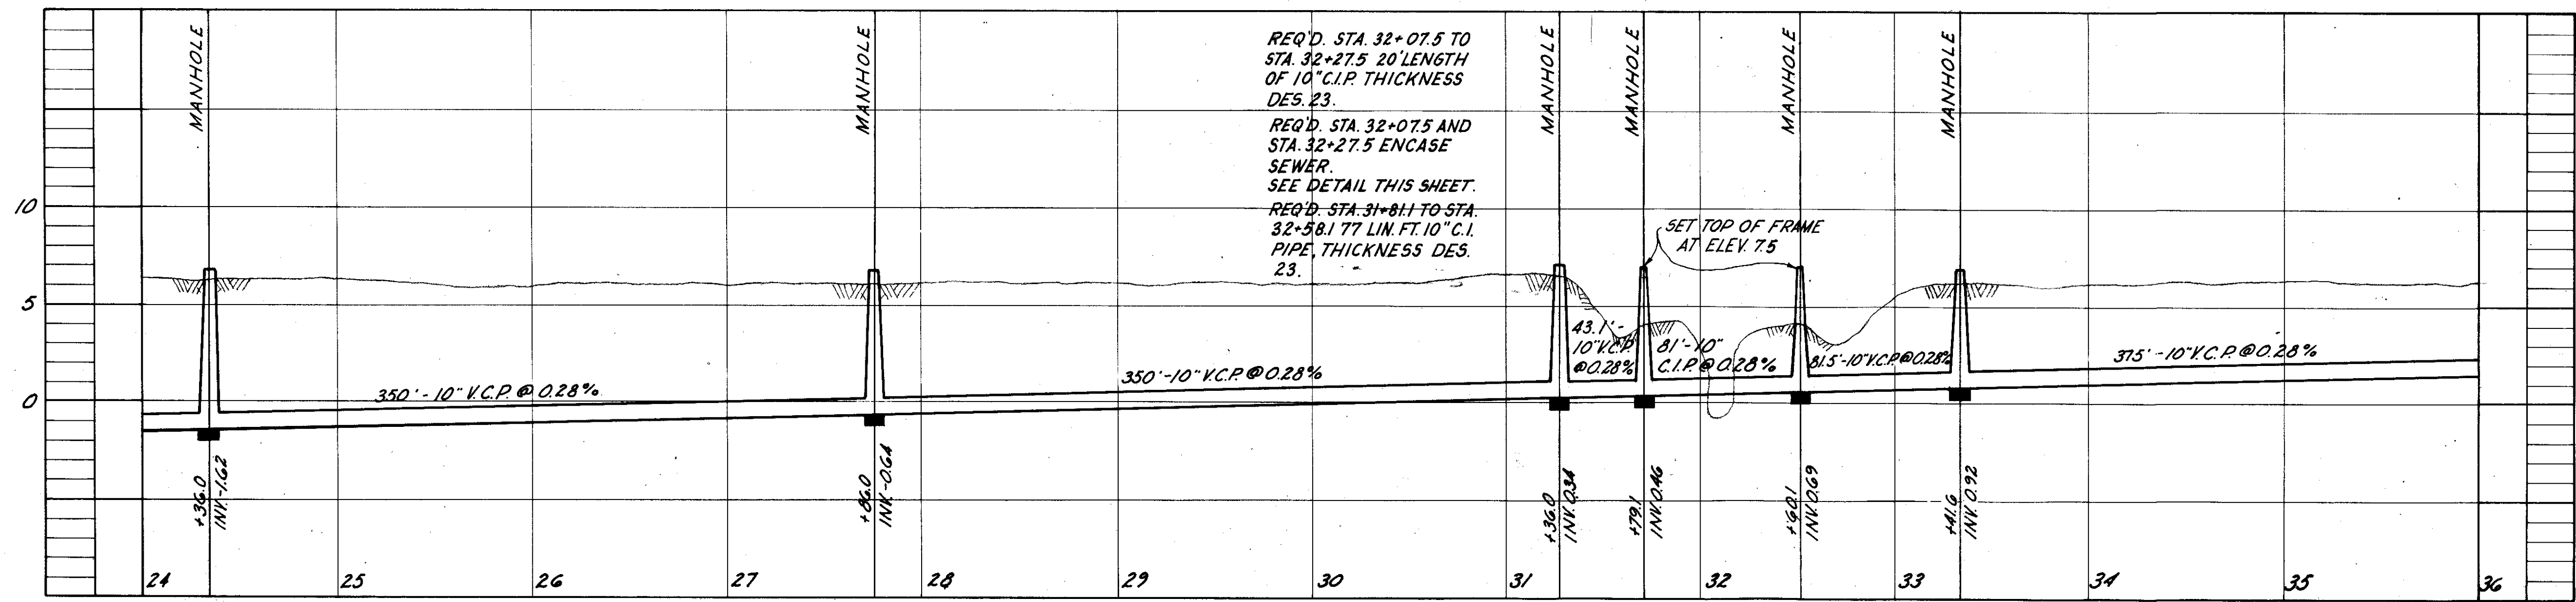 MANHOLE
MANHOLE
REQ'D. STA. 32+07.5 TO
STA. 32+27.5 20' LENGTH
OF 10" C.I.P. THICKNESS
DES. 23.
REQ'D. STA. 32+07.5 AND
STA. 32+27.5 ENCASE
SEWER.
SEE DETAIL THIS SHEET.
REQ'D. STA. 31+81.1 TO STA.
32+58.1 77 LIN. FT. 10" C.I.
PIPE, THICKNESS DES.
23.
MANHOLE
MANHOLE
MANHOLE
MANHOLE
SET TOP OF FRAME
AT ELEV. 7.5
10
5
0
350'-10" V.C.P. @ 0.28%
350'-10" V.C.P. @ 0.28%
43.1'-
10" V.C.P.
@ 0.28%
81'-10"
C.I.P. @ 0.28%
81.5'-10" V.C.P. @ 0.28%
375'-10" V.C.P. @ 0.28%
+36.0
INV.-1.62
+86.0
INV.-0.64
+36.0
INV. 0.34
+79.1
INV. 0.46
+60.1
INV. 0.69
+41.6
INV. 0.92
24 25 26 27 28 29 30 31 32 33 34 35 36